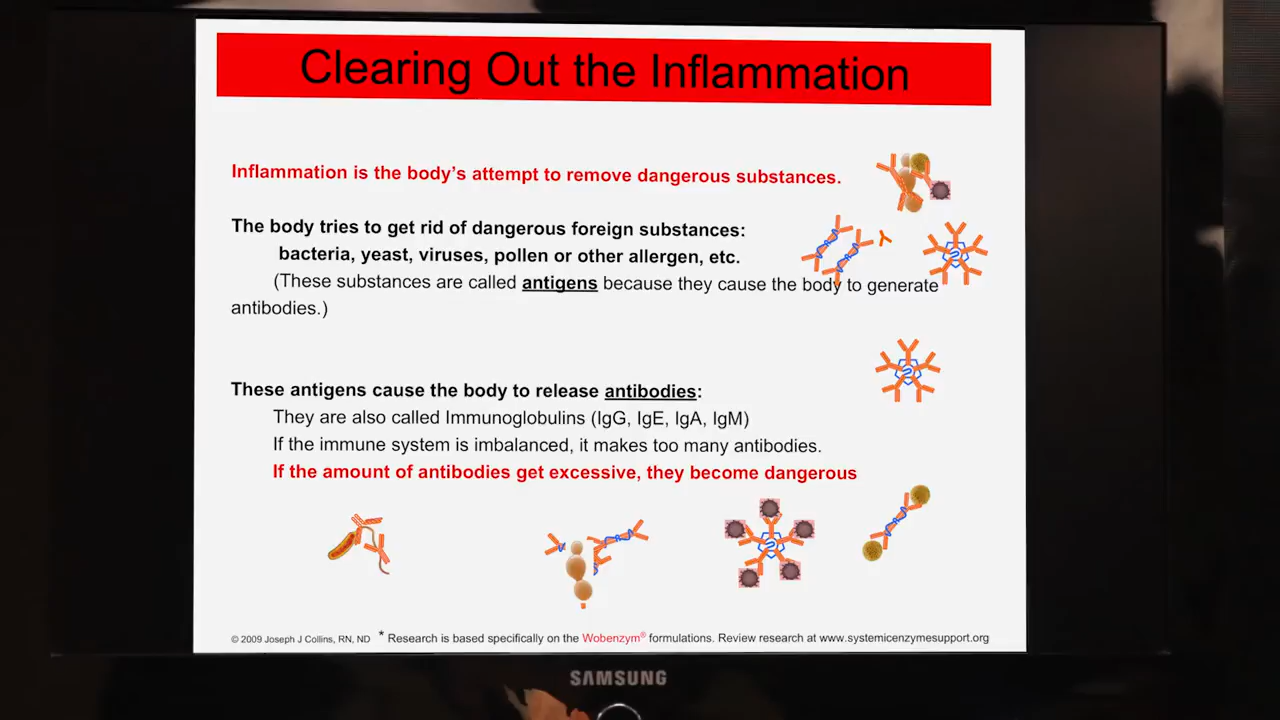 Clearing Out the Inflammation
Inflammation is the body's attempt to remove dangerous substances.
The body tries to get rid of dangerous foreign substances:
bacteria, yeast, viruses, pollen or other allergen, etc.
(These substances are called antigens because they cause the body to generate
antibodies.)
These antigens cause the body to release antibodies:
They are also called Immunoglobulins (IgG, IgE, IgA, IgM)
If the immune system is imbalanced, it makes too many antibodies.
If the amount of antibodies get excessive, they become dangerous
© 2009 Joseph J Collins, RN, ND * Research is based specifically on the Wobenzym® formulations. Review research at www.systemicenzymesupport.org
SAMSUNG